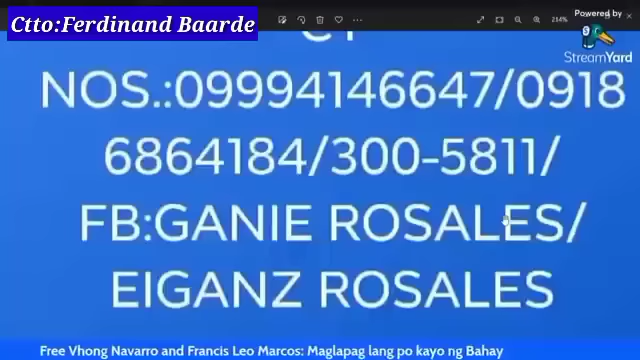 Ctto:Ferdinand Baarde
214%
Powered by
StreamYard
NOS.:09994146647/0918
6864184/300-5811/
FB:GANIE ROSALES/
EIGANZ ROSALES
Free Vhong Navarro and Francis Leo Marcos: Maglapag lang po kayo ng Bahay